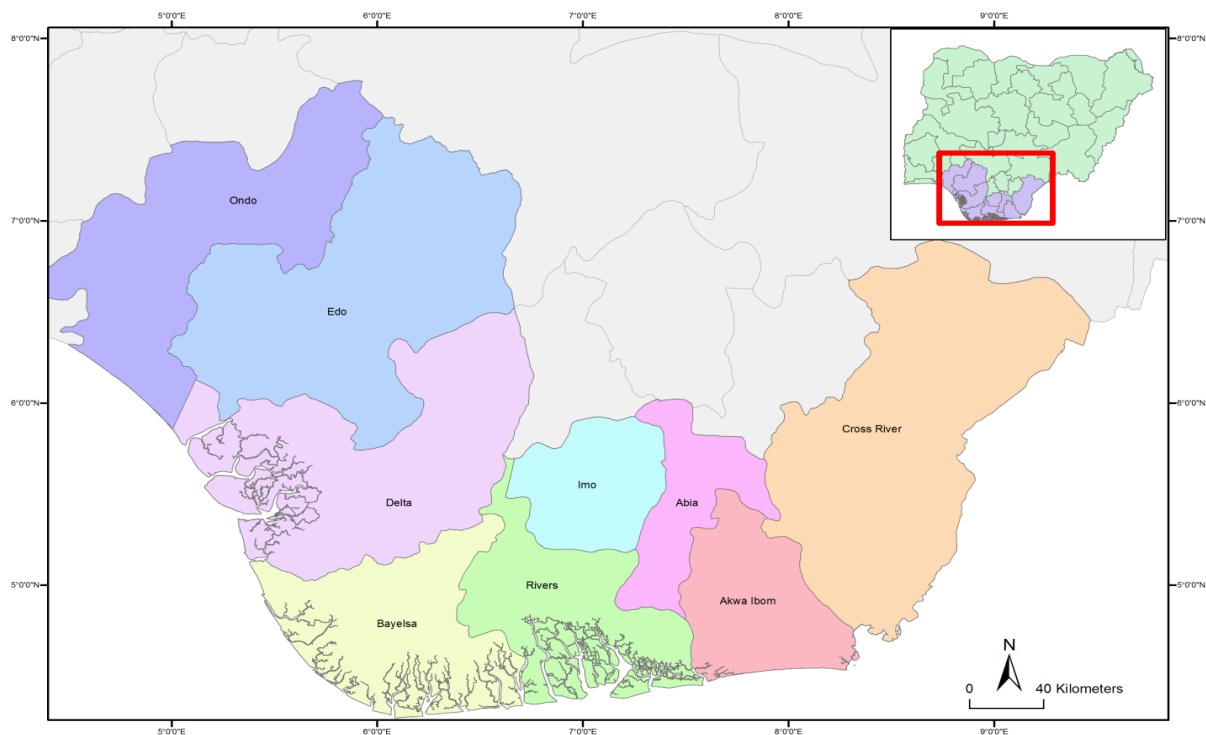 5°0'0"E 6°0'0"E 7°0'0"E 8°0'0"E 9°0'0"E
8°0'0"N 8°0'0"N
7°0'0"N 7°0'0"N
Ondo
Edo
6°0'0"N 6°0'0"N
Cross River
Imo
Delta
Abia
5°0'0"N 5°0'0"N
Rivers
Akwa Ibom
Bayelsa
N
0 40 Kilometers
5°0'0"E 6°0'0"E 7°0'0"E 8°0'0"E 9°0'0"E